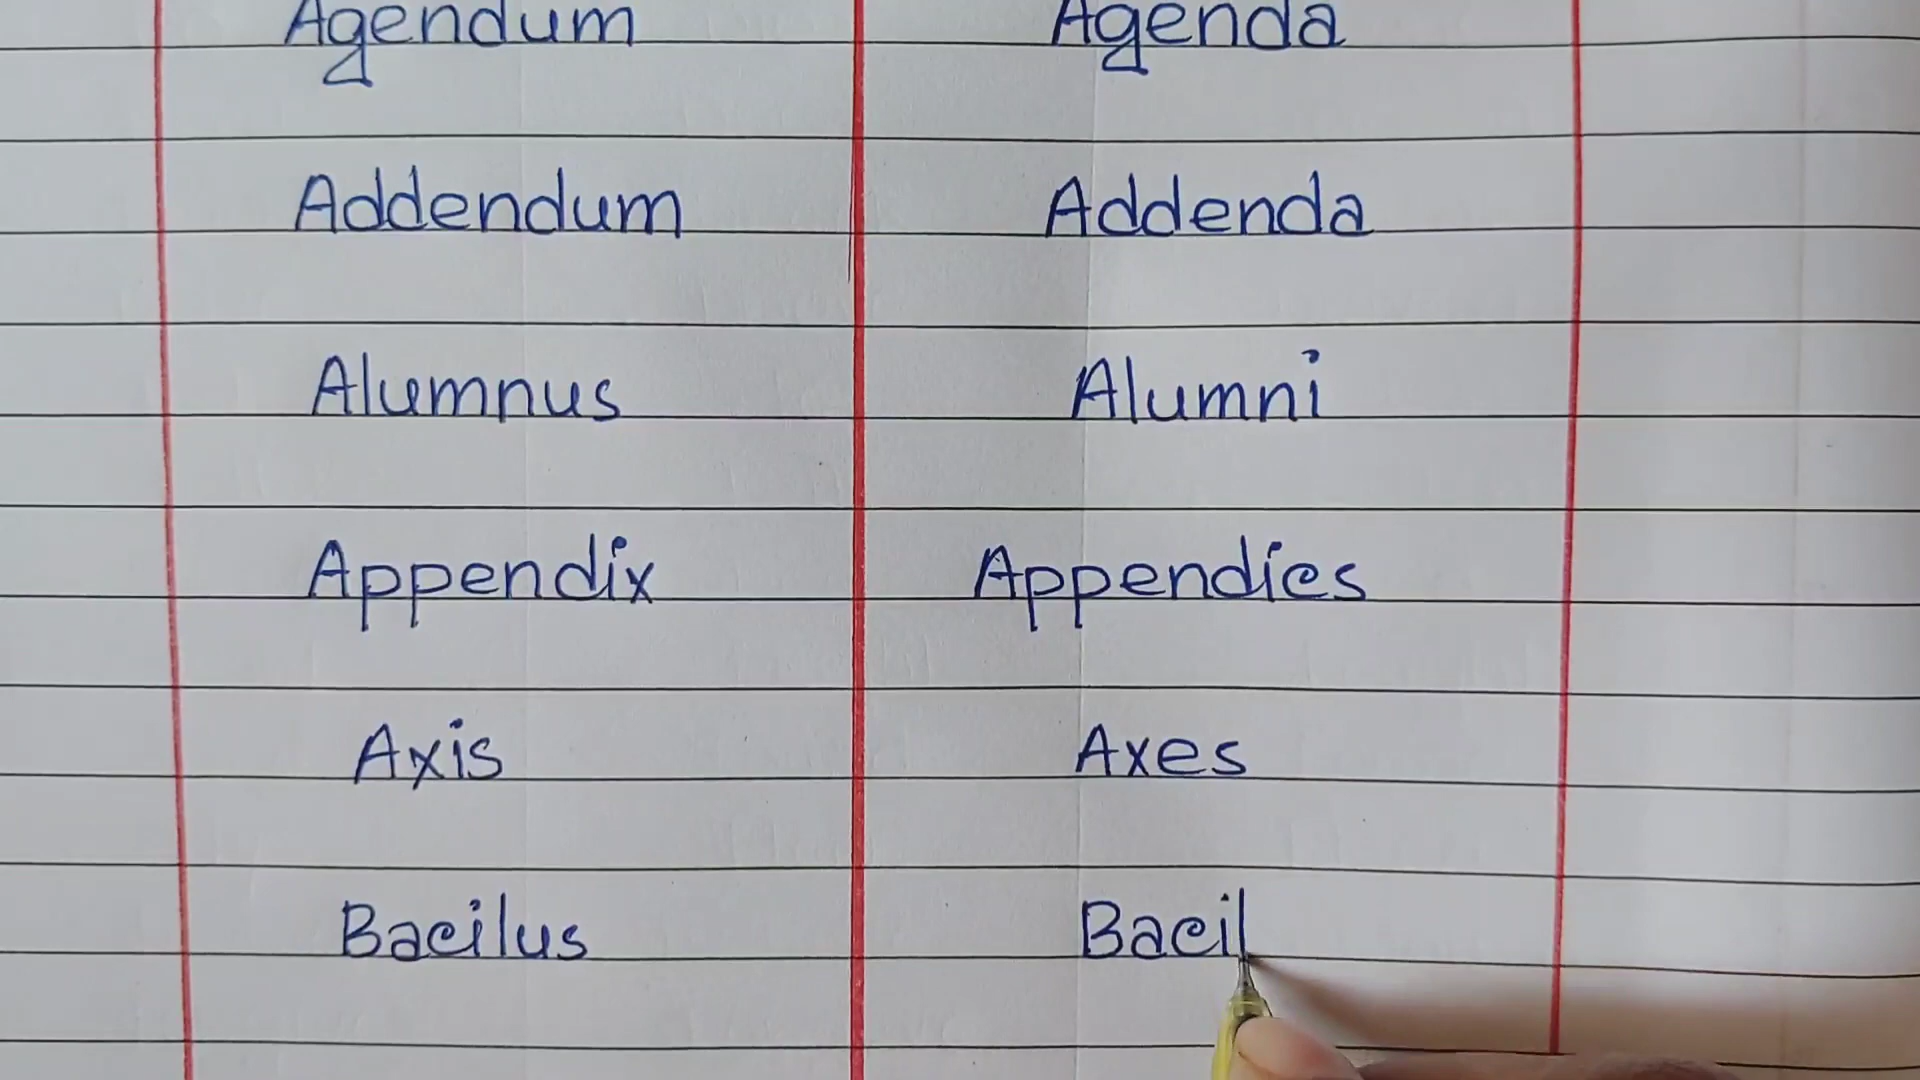 Agendum Agenda
Addendum Addenda
Alumnus Alumni
Appendix Appendies
Axis Axes
Bacilus Bacil